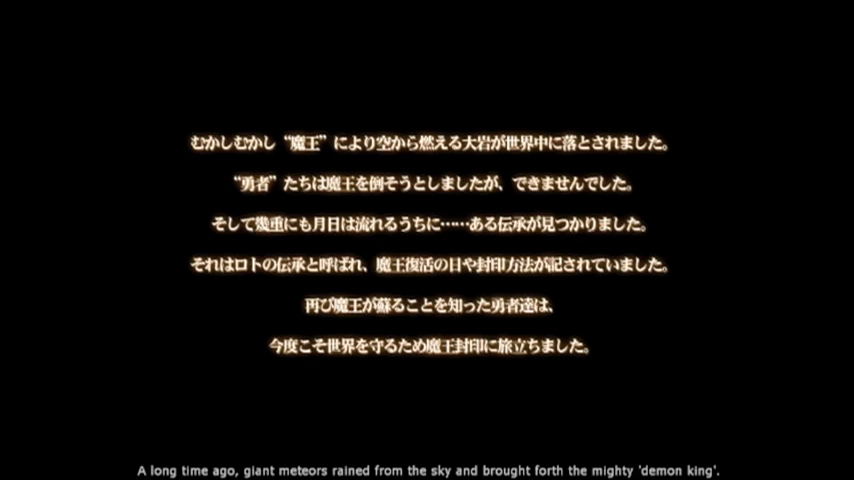 むかしむかし “魔王” により空から燃える大岩が世界中に落とされました。
“勇者” たちは魔王を倒そうとしましたが、できませんでした。
そして幾重にも月日は流れるうちに……ある伝承が見つかりました。
それはロトの伝承と呼ばれ、魔王復活の日や封印方法が記されていました。
再び魔王が蘇ることを知った勇者達は、
今度こそ世界を守るため魔王封印に旅立ちました。
A long time ago, giant meteors rained from the sky and brought forth the mighty 'demon king'.